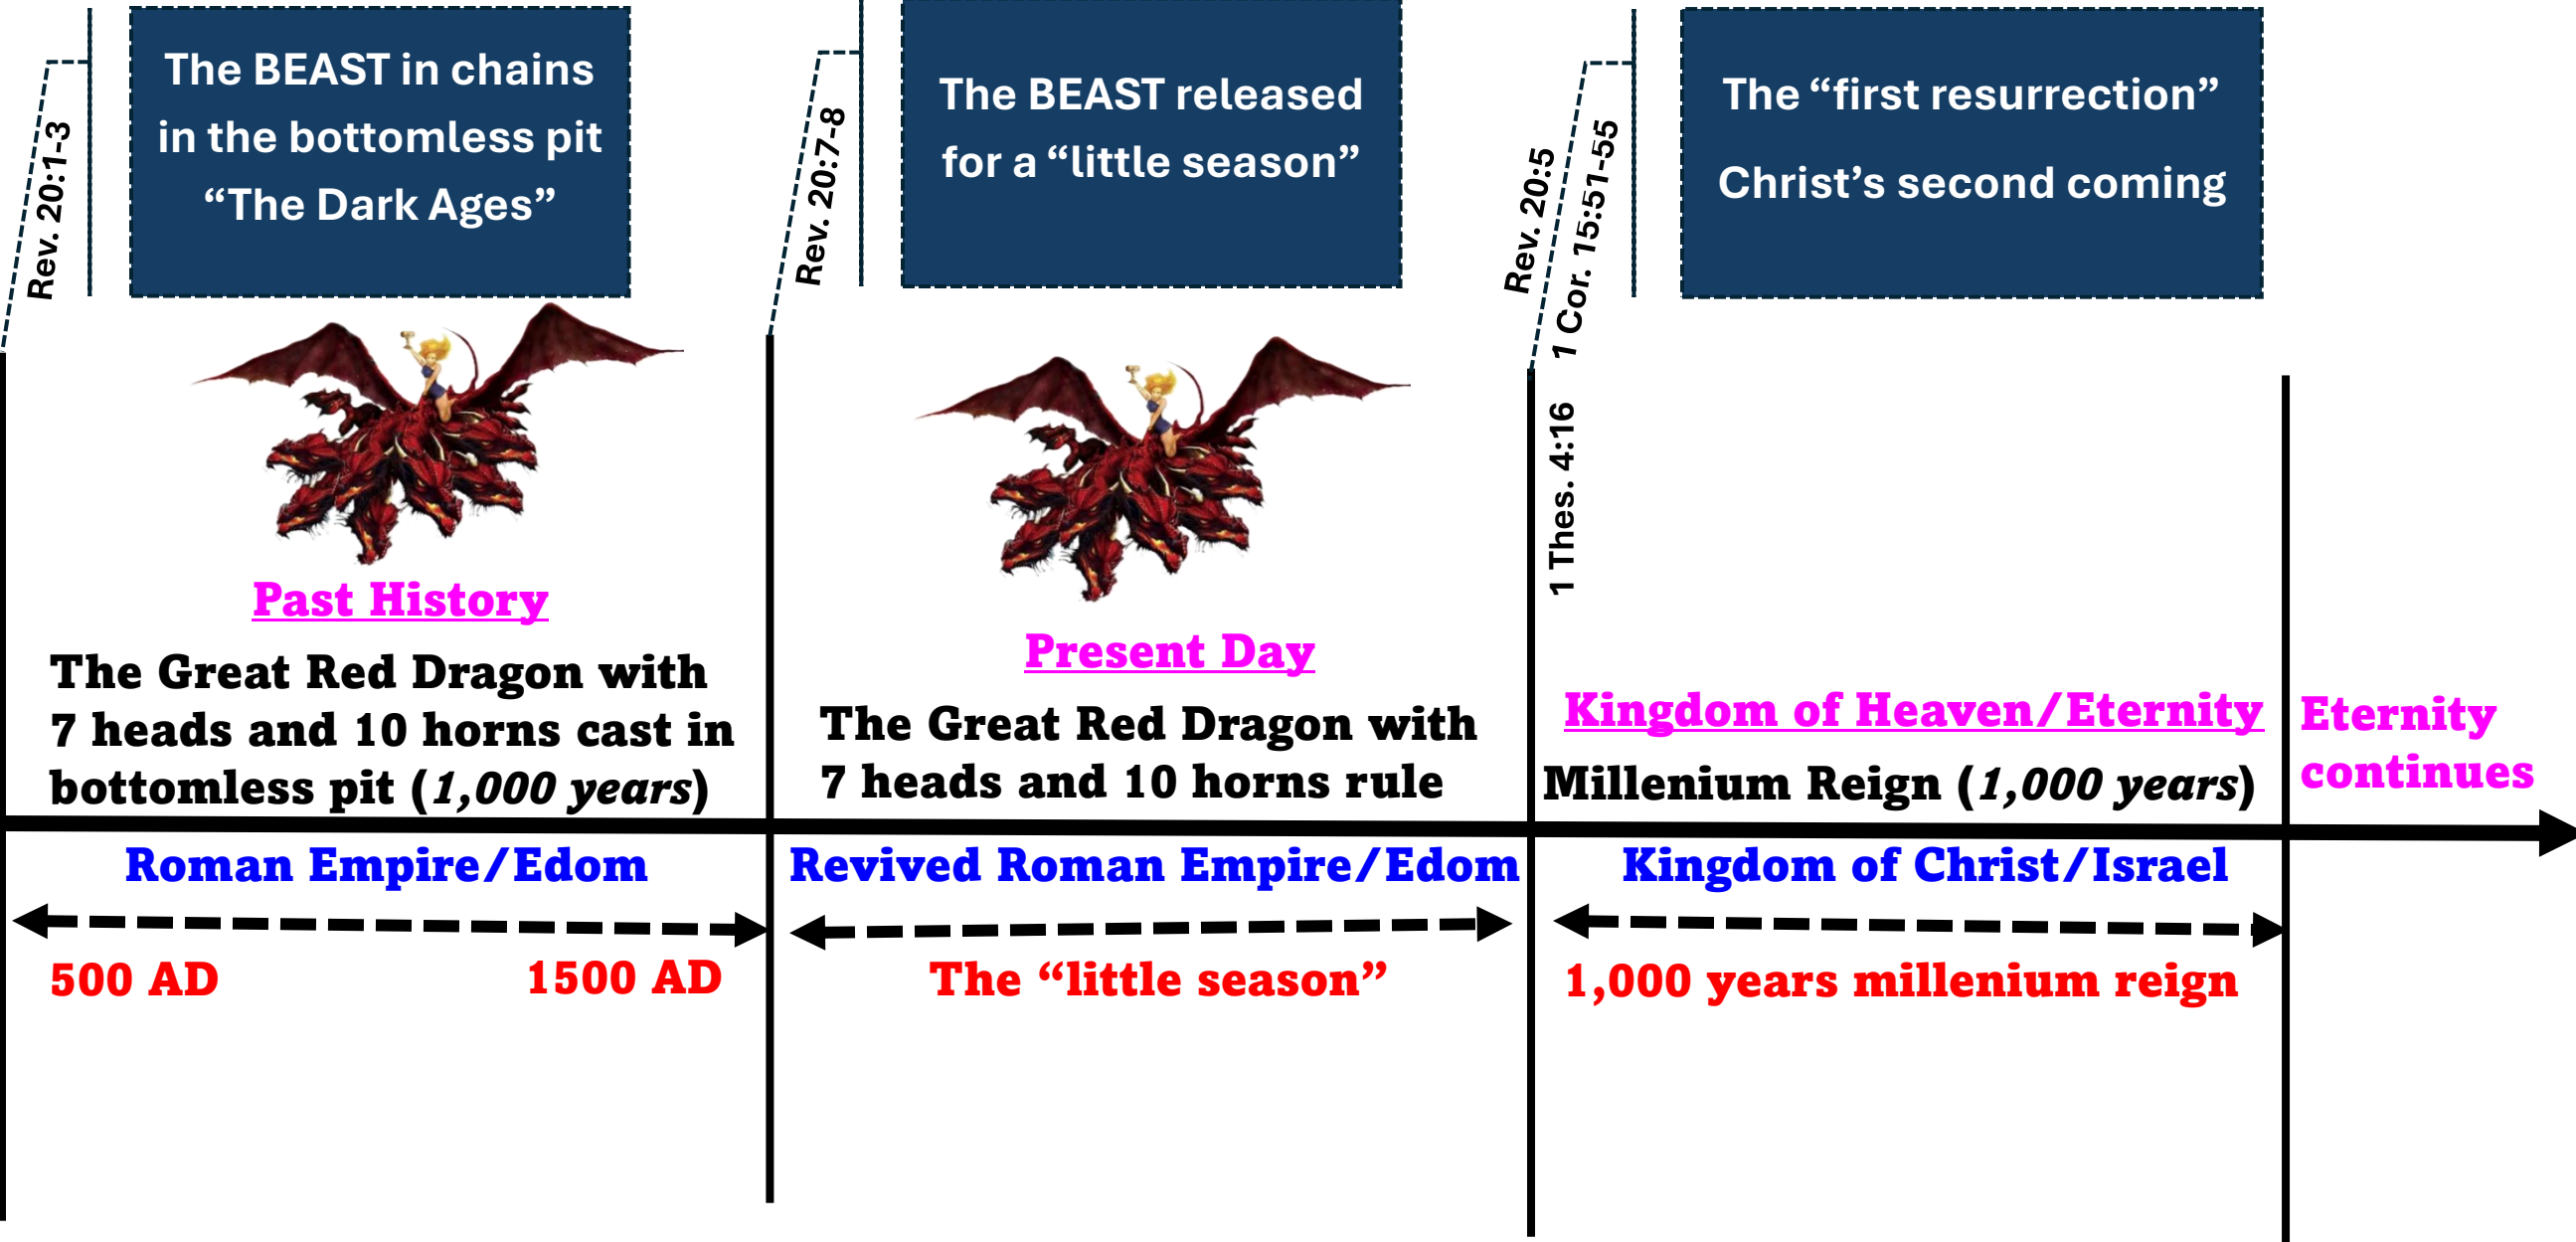 Rev. 20:1-3
The BEAST in chains
in the bottomless pit
“The Dark Ages”
Rev. 20:7-8
The BEAST released
for a “little season”
Rev. 20:5
1 Cor. 15:51-55
1 Thes. 4:16
The “first resurrection”
Christ’s second coming
Past History
The Great Red Dragon with
7 heads and 10 horns cast in
bottomless pit (1,000 years)
Present Day
The Great Red Dragon with
7 heads and 10 horns rule
Kingdom of Heaven/Eternity
Millenium Reign (1,000 years)
Eternity
continues
Roman Empire/Edom
Revived Roman Empire/Edom
Kingdom of Christ/Israel
500 AD
1500 AD
The “little season”
1,000 years millenium reign